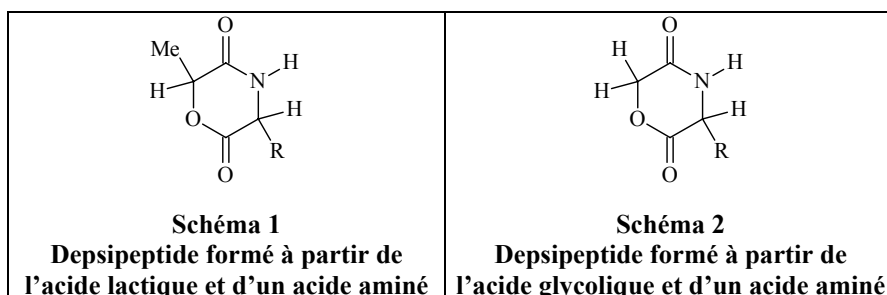 Me
O
H
N
H
H
O
R
O
Schéma 1
Depsipeptide formé à partir de
l’acide lactique et d’un acide aminé
H
O
H
N
H
H
O
R
O
Schéma 2
Depsipeptide formé à partir de
l’acide glycolique et d’un acide aminé